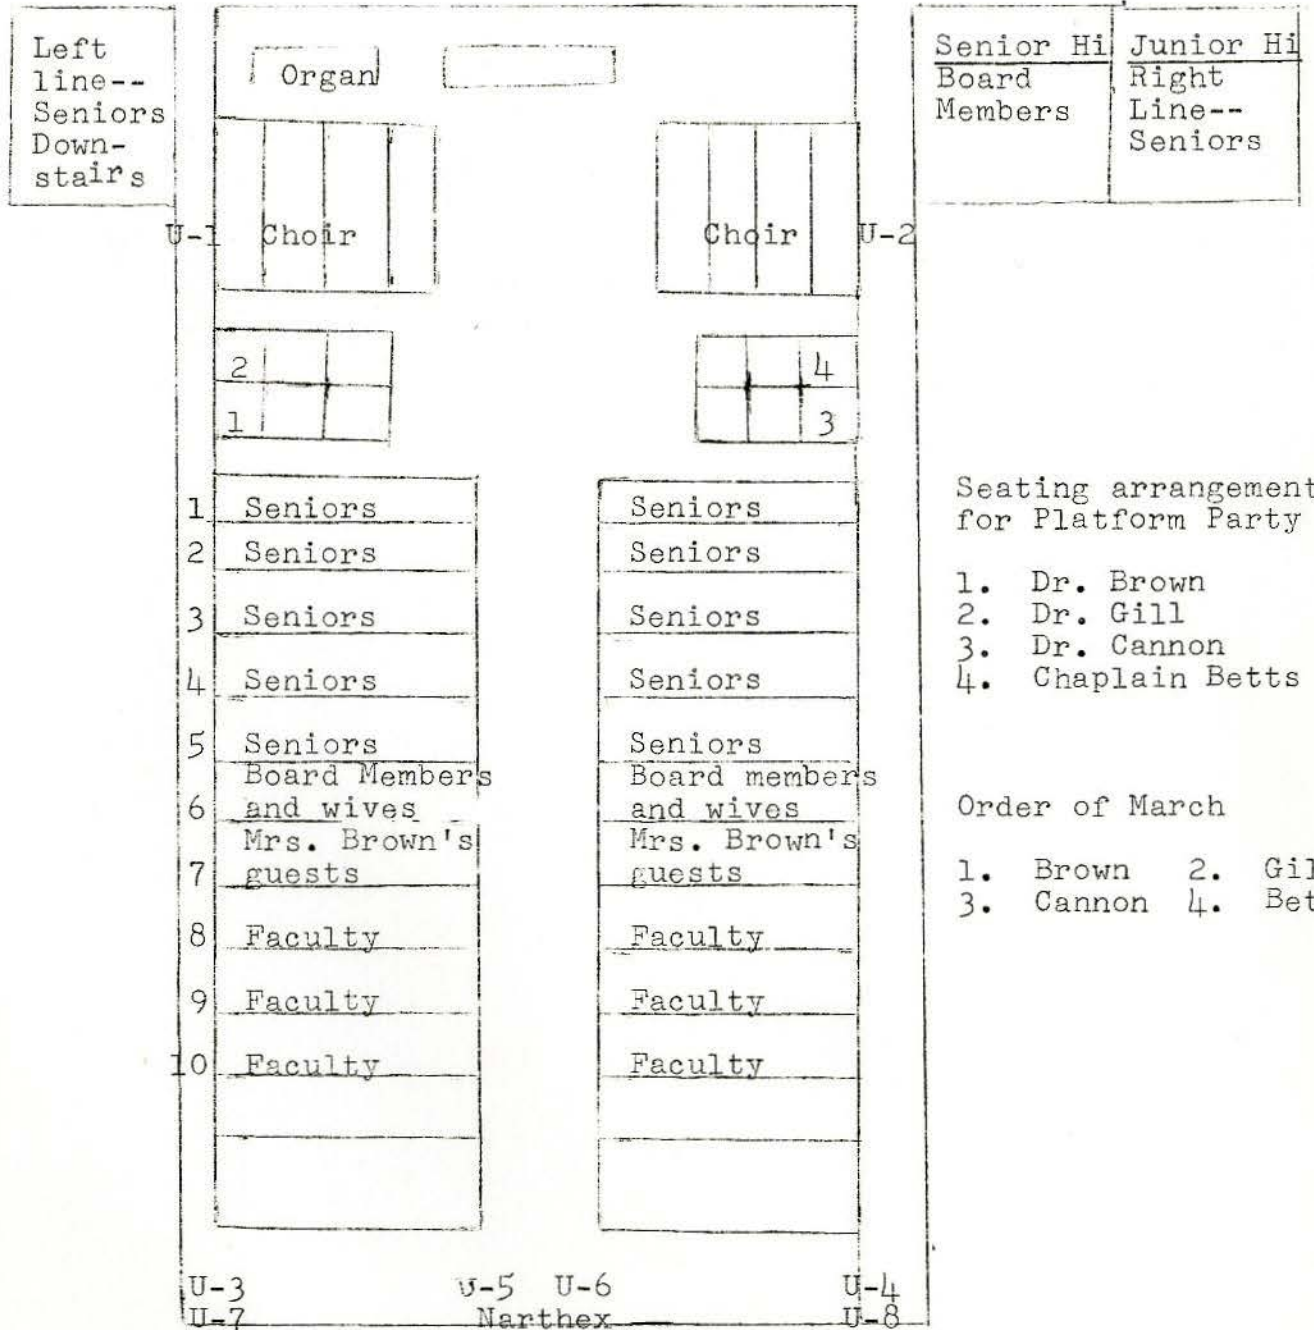 Left
line--
Seniors
Down-
stairs
Organ
Senior Hi
Board
Members
Junior Hi
Right
Line--
Seniors
U-1 Choir Choir U-2
2 4
1 3
1 Seniors Seniors
2 Seniors Seniors
3 Seniors Seniors
4 Seniors Seniors
5 Seniors Seniors
Board Members Board members
6 and wives and wives
Mrs. Brown's Mrs. Brown's
7 guests guests
8 Faculty Faculty
9 Faculty Faculty
10 Faculty Faculty
Seating arrangement
for Platform Party
1. Dr. Brown
2. Dr. Gill
3. Dr. Cannon
4. Chaplain Betts
Order of March
1. Brown 2. Gil
3. Cannon 4. Bet
U-3 U-5 U-6 U-4
U-7 Narthex U-8